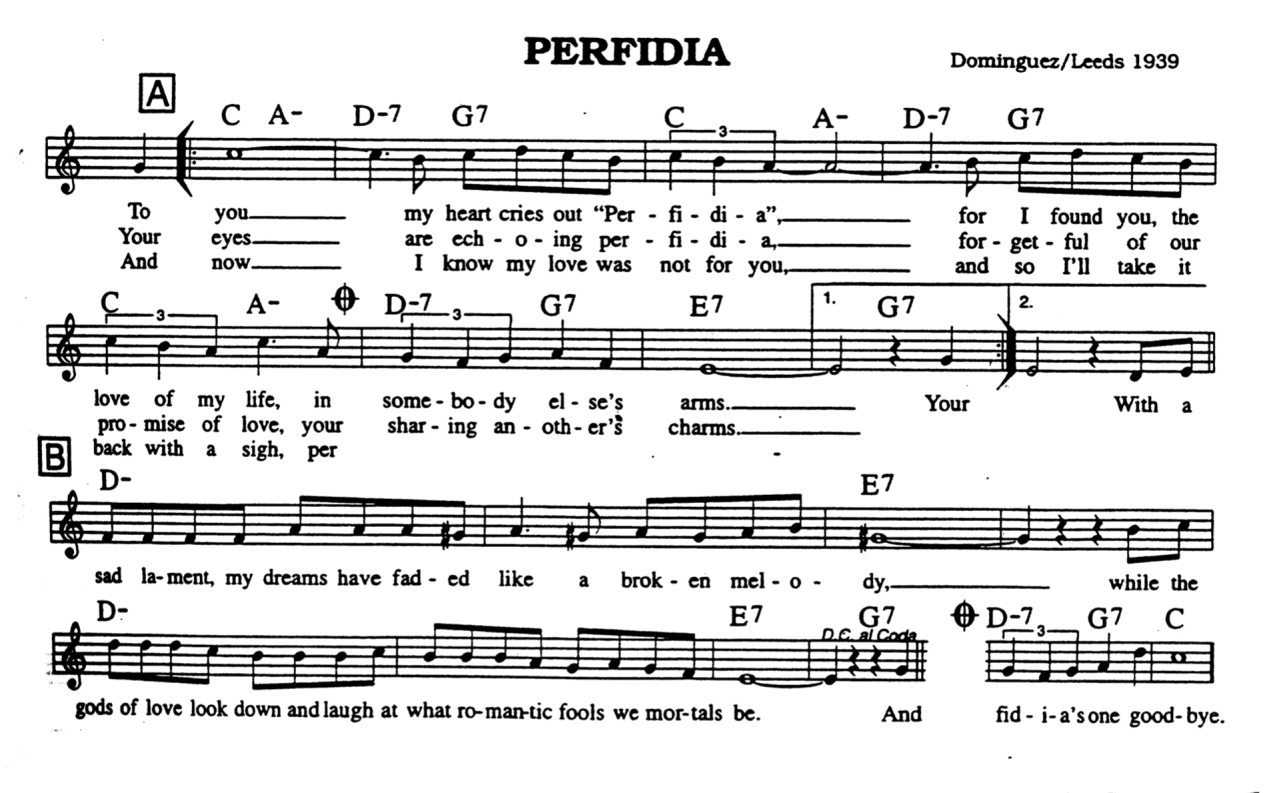 PERFIDIA
Dominguez/Leeds 1939
A
C A- D-7 G7 C A- D-7 G7
3
To you my heart cries out “Per - fi - di - a”, for I found you, the
Your eyes are ech - o - ing per - fi - di - a, for - get - ful of our
And now I know my love was not for you, and so I'll take it
C A- D-7 G7 E7 1. G7 2.
3 3
love of my life, in some - bo - dy el - se's arms. Your With a
pro - mise of love, your shar - ing an - oth - er's charms.
back with a sigh, per
B
D- E7
sad la- ment, my dreams have fad - ed like a brok - en mel - o - dy, while the
D- E7 G7 D-7 G7 C
D.C. al Coda 3
gods of love look down and laugh at what ro-man-tic fools we mor-tals be. And fid - i-a's one good-bye.